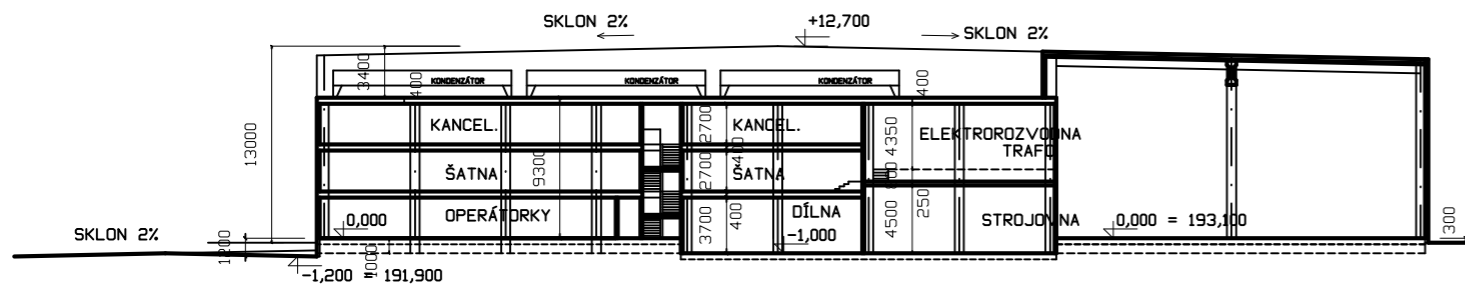 SKLON 2%
+12,700
SKLON 2%
3400
400
KONDENZÁTOR
KONDENZÁTOR
KONDENZÁTOR
400
13000
KANCEL.
2700
KANCEL.
4350
ELEKTROROZVODNA
TRAFO
400
9300
ŠATNA
2700
ŠATNA
OPERÁTORKY
DÍLNA
STROJOVNA
0,000
3700
400
4500
250
0,000 = 193,100
300
SKLON 2%
-1,000
1200
1000
-1,200 = 191,900